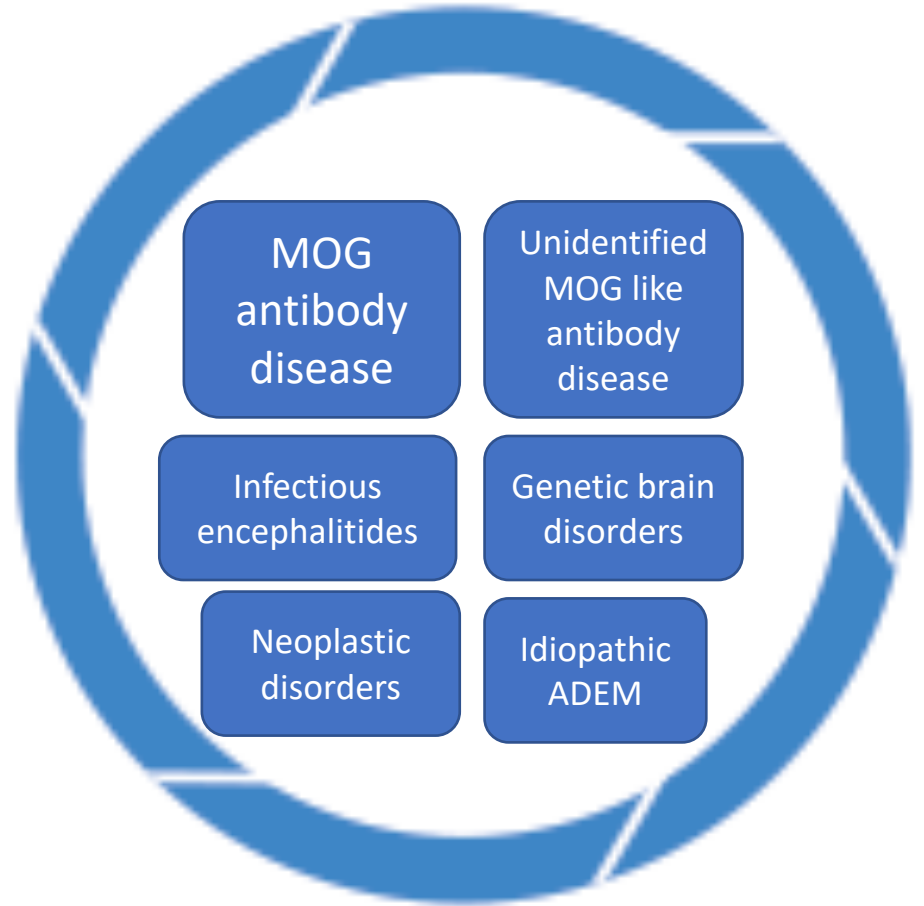 MOG
antibody
disease
Unidentified
MOG like
antibody
disease
Infectious
encephalitides
Genetic brain
disorders
Neoplastic
disorders
Idiopathic
ADEM